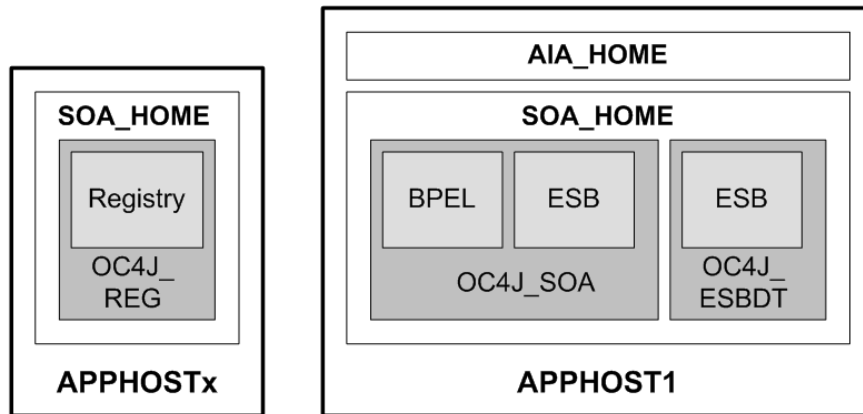 SOA_HOME
Registry
OC4J_
REG
APPHOSTx
AIA_HOME
SOA_HOME
BPEL
ESB
OC4J_SOA
ESB
OC4J_
ESBDT
APPHOST1